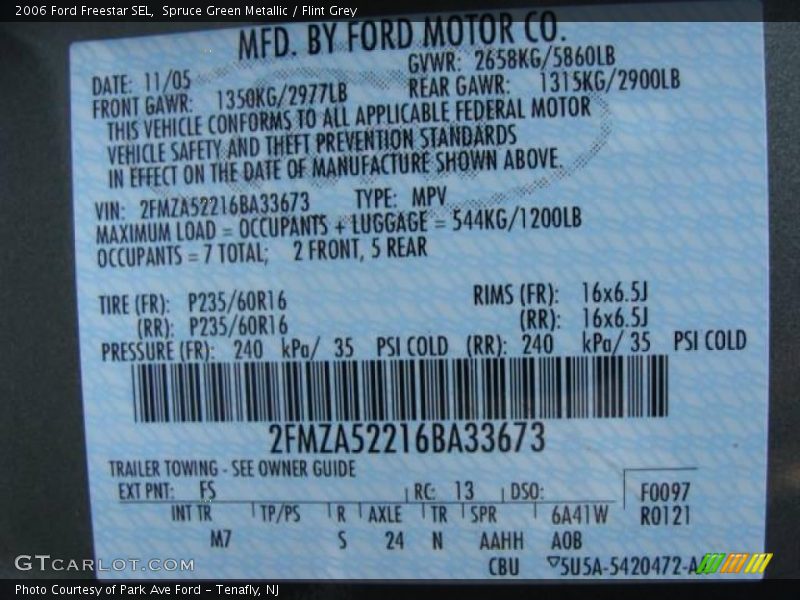 2006 Ford Freestar SEL,  Spruce Green Metallic / Flint Grey
MFD. BY FORD MOTOR CO.
DATE: 11/05 GVWR: 2658KG/5860LB
FRONT GAWR: 1350KG/2977LB REAR GAWR: 1315KG/2900LB
THIS VEHICLE CONFORMS TO ALL APPLICABLE FEDERAL MOTOR
VEHICLE SAFETY AND THEFT PREVENTION STANDARDS
IN EFFECT ON THE DATE OF MANUFACTURE SHOWN ABOVE.
VIN: 2FMZA52216BA33673 TYPE: MPV
MAXIMUM LOAD = OCCUPANTS + LUGGAGE = 544KG/1200LB
OCCUPANTS = 7 TOTAL; 2 FRONT, 5 REAR
TIRE (FR): P235/60R16 RIMS (FR): 16x6.5J
(RR): P235/60R16 (RR): 16x6.5J
PRESSURE (FR): 240 kPa/ 35 PSI COLD (RR): 240 kPa/ 35 PSI COLD
2FMZA52216BA33673
TRAILER TOWING - SEE OWNER GUIDE
EXT PNT: FS RC: 13 DSO: F0097
INT TR TP/PS R AXLE TR SPR 6A41W R0121
M7 S 24 N AAHH A0B
CBU 5U5A-5420472-A
GTCARLOT.COM
Photo Courtesy of Park Ave Ford - Tenafly, NJ